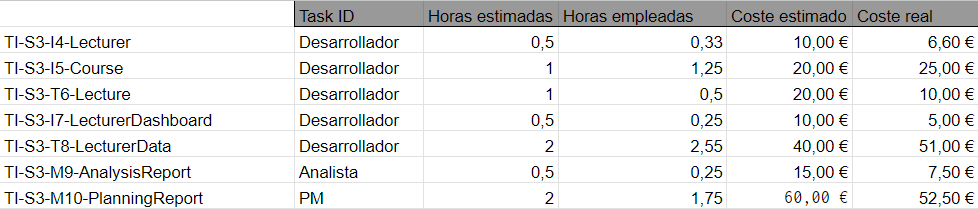 Task ID Horas estimadas Horas empleadas Coste estimado Coste real
TI-S3-I4-Lecturer Desarrollador 0,5 0,33 10,00 € 6,60 €
TI-S3-I5-Course Desarrollador 1 1,25 20,00 € 25,00 €
TI-S3-T6-Lecture Desarrollador 1 0,5 20,00 € 10,00 €
TI-S3-I7-LecturerDashboard Desarrollador 0,5 0,25 10,00 € 5,00 €
TI-S3-T8-LecturerData Desarrollador 2 2,55 40,00 € 51,00 €
TI-S3-M9-AnalysisReport Analista 0,5 0,25 15,00 € 7,50 €
TI-S3-M10-PlanningReport PM 2 1,75 60,00 € 52,50 €